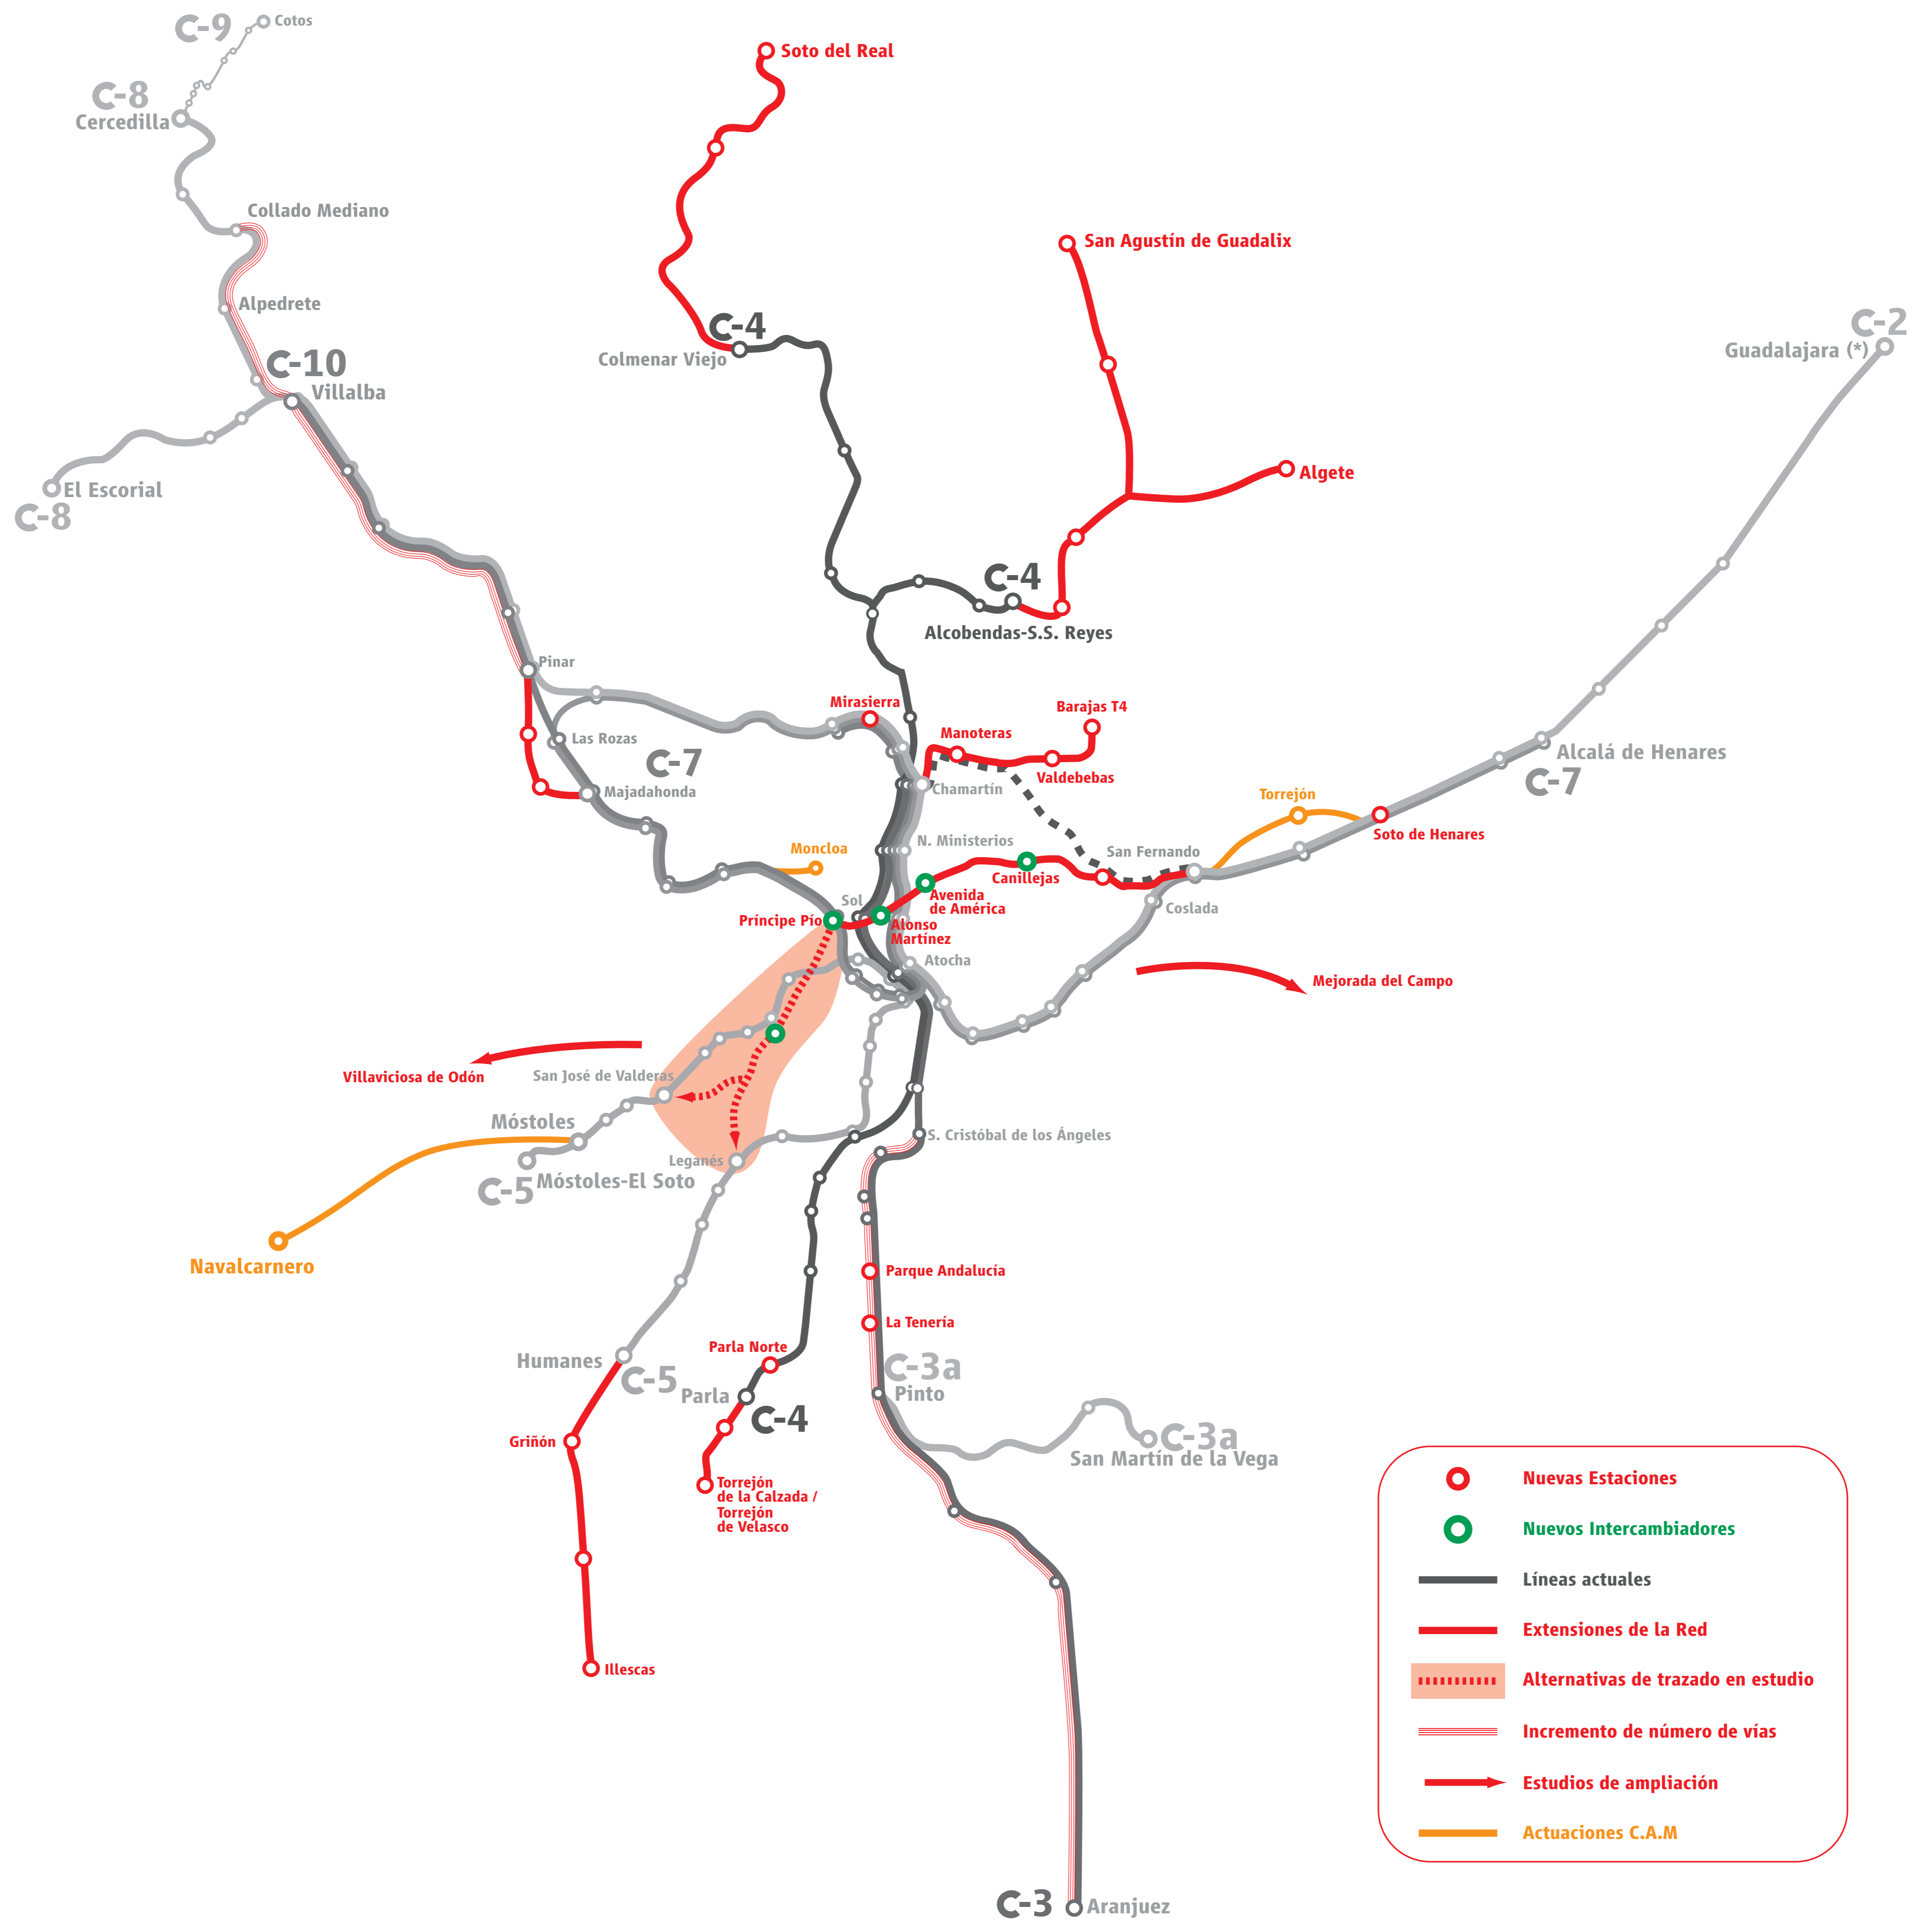 C-9
Cotos
Soto del Real
C-8
Cercedilla
Collado Mediano
San Agustín de Guadalix
Alpedrete
C-2
Guadalajara (*)
C-4
Colmenar Viejo
C-10
Villalba
Algete
El Escorial
C-8
C-4
Alcobendas-S.S. Reyes
Pinar
Mirasierra
Barajas T4
Manoteras
Las Rozas
C-7
Valdebebas
Alcalá de Henares
C-7
Majadahonda
Chamartín
Torrejón
Soto de Henares
Moncloa
N. Ministerios
San Fernando
Canillejas
Sol
Avenida
de América
Príncipe Pío
Alonso
Martínez
Coslada
Atocha
Mejorada del Campo
Villaviciosa de Odón
San José de Valderas
Móstoles
S. Cristóbal de los Ángeles
Leganés
C-5
Móstoles-El Soto
Navalcarnero
Parque Andalucía
La Tenería
Parla Norte
Humanes
C-5
Parla
C-4
C-3a
Pinto
C-3a
San Martín de la Vega
Griñón
Torrejón
de la Calzada /
Torrejón
de Velasco
Illescas
Nuevas Estaciones
Nuevos Intercambiadores
Líneas actuales
Extensiones de la Red
Alternativas de trazado en estudio
Incremento de número de vías
Estudios de ampliación
Actuaciones C.A.M
C-3
Aranjuez